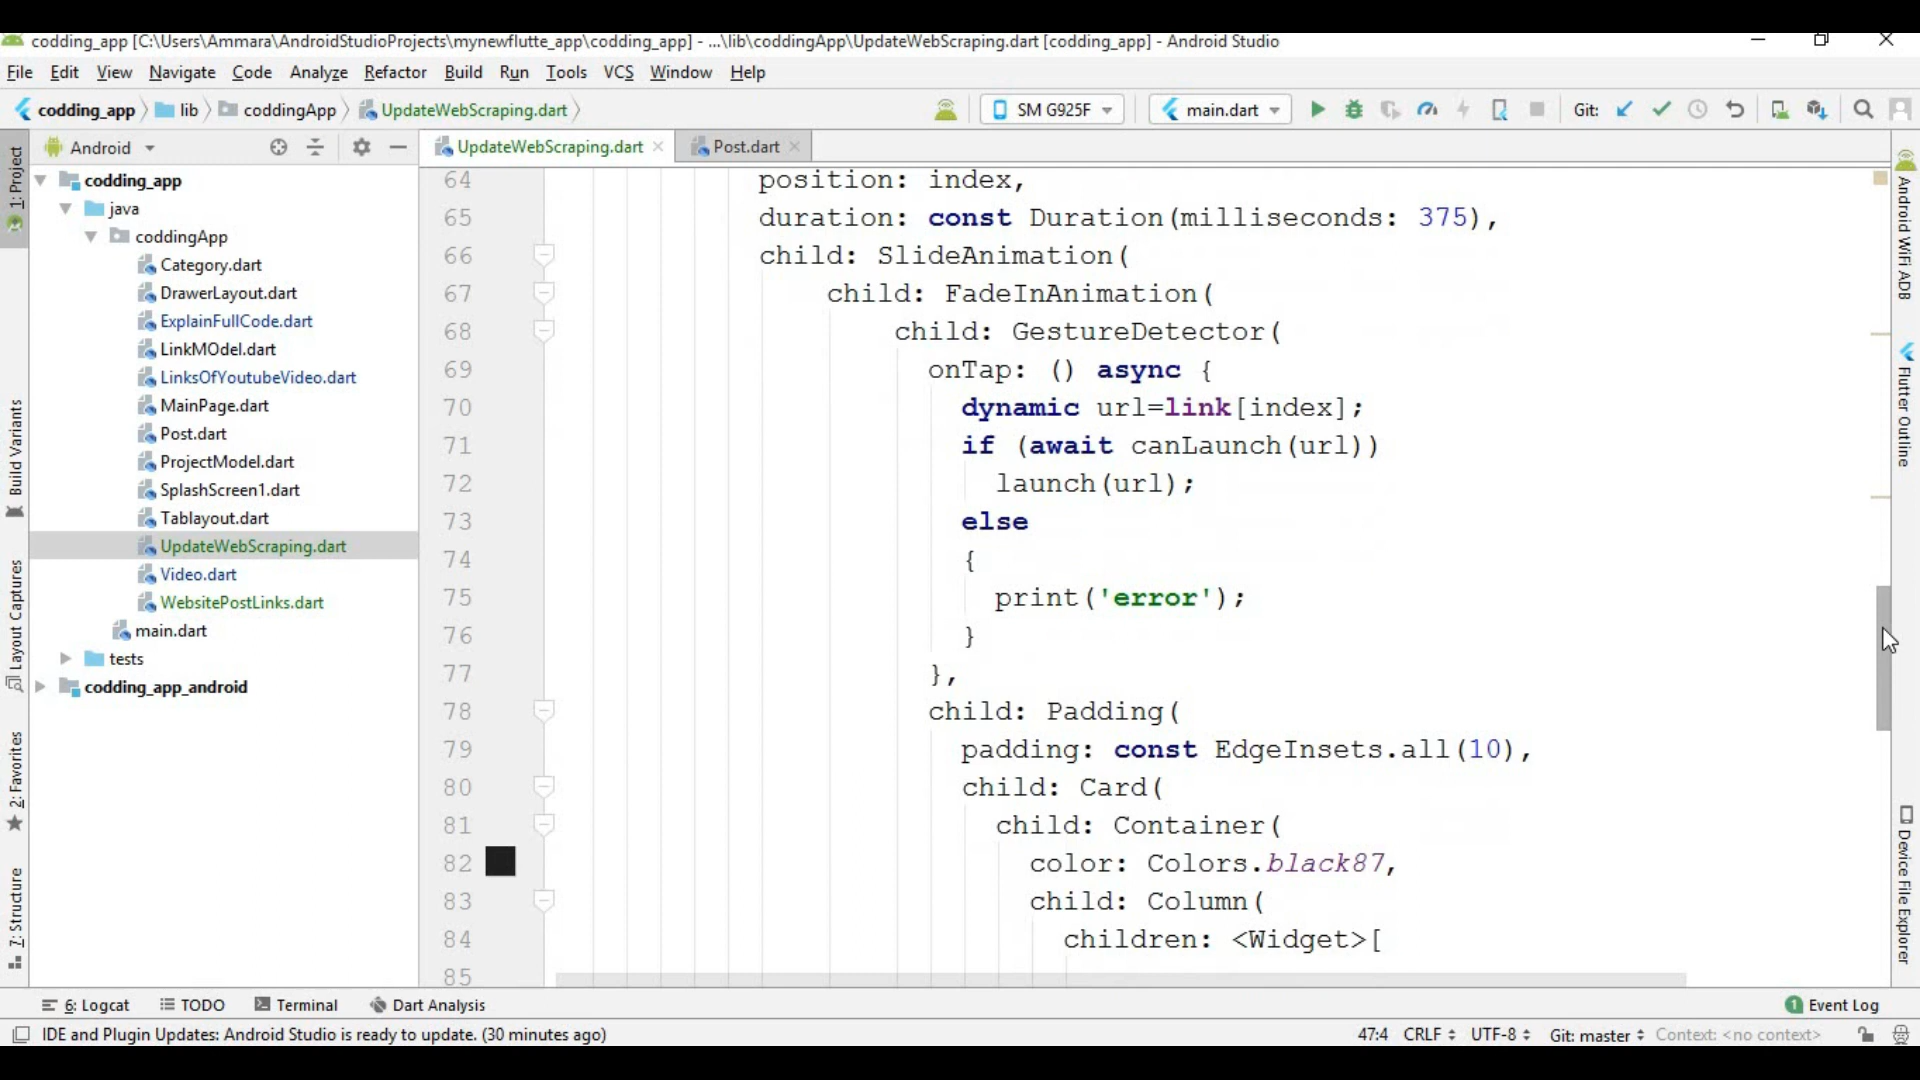 codding_app [C:\Users\Ammara\AndroidStudioProjects\mynewflutte_app\codding_app] - ...\lib\coddingApp\UpdateWebScraping.dart [codding_app] - Android Studio
File Edit View Navigate Code Analyze Refactor Build Run Tools VCS Window Help
codding_app lib coddingApp UpdateWebScraping.dart SM G925F main.dart Git:
Android UpdateWebScraping.dart Post.dart
1: Project
Build Variants
Layout Captures
2: Favorites
7: Structure
codding_app
java
coddingApp
Category.dart
DrawerLayout.dart
ExplainFullCode.dart
LinkMOdel.dart
LinksOfYoutubeVideo.dart
MainPage.dart
Post.dart
ProjectModel.dart
SplashScreen1.dart
Tablayout.dart
UpdateWebScraping.dart
Video.dart
WebsitePostLinks.dart
main.dart
tests
codding_app_android
64 position: index,
65 duration: const Duration(milliseconds: 375),
66 child: SlideAnimation(
67 child: FadeInAnimation(
68 child: GestureDetector(
69 onTap: () async {
70 dynamic url=link[index];
71 if (await canLaunch(url))
72 launch(url);
73 else
74 {
75 print('error');
76 }
77 },
78 child: Padding(
79 padding: const EdgeInsets.all(10),
80 child: Card(
81 child: Container(
82 color: Colors.black87,
83 child: Column(
84 children: <Widget>[
85
Android WiFi ADB
Flutter Outline
Device File Explorer
6: Logcat TODO Terminal Dart Analysis 1 Event Log
IDE and Plugin Updates: Android Studio is ready to update. (30 minutes ago) 47:4 CRLF UTF-8 Git: master Context: <no context>